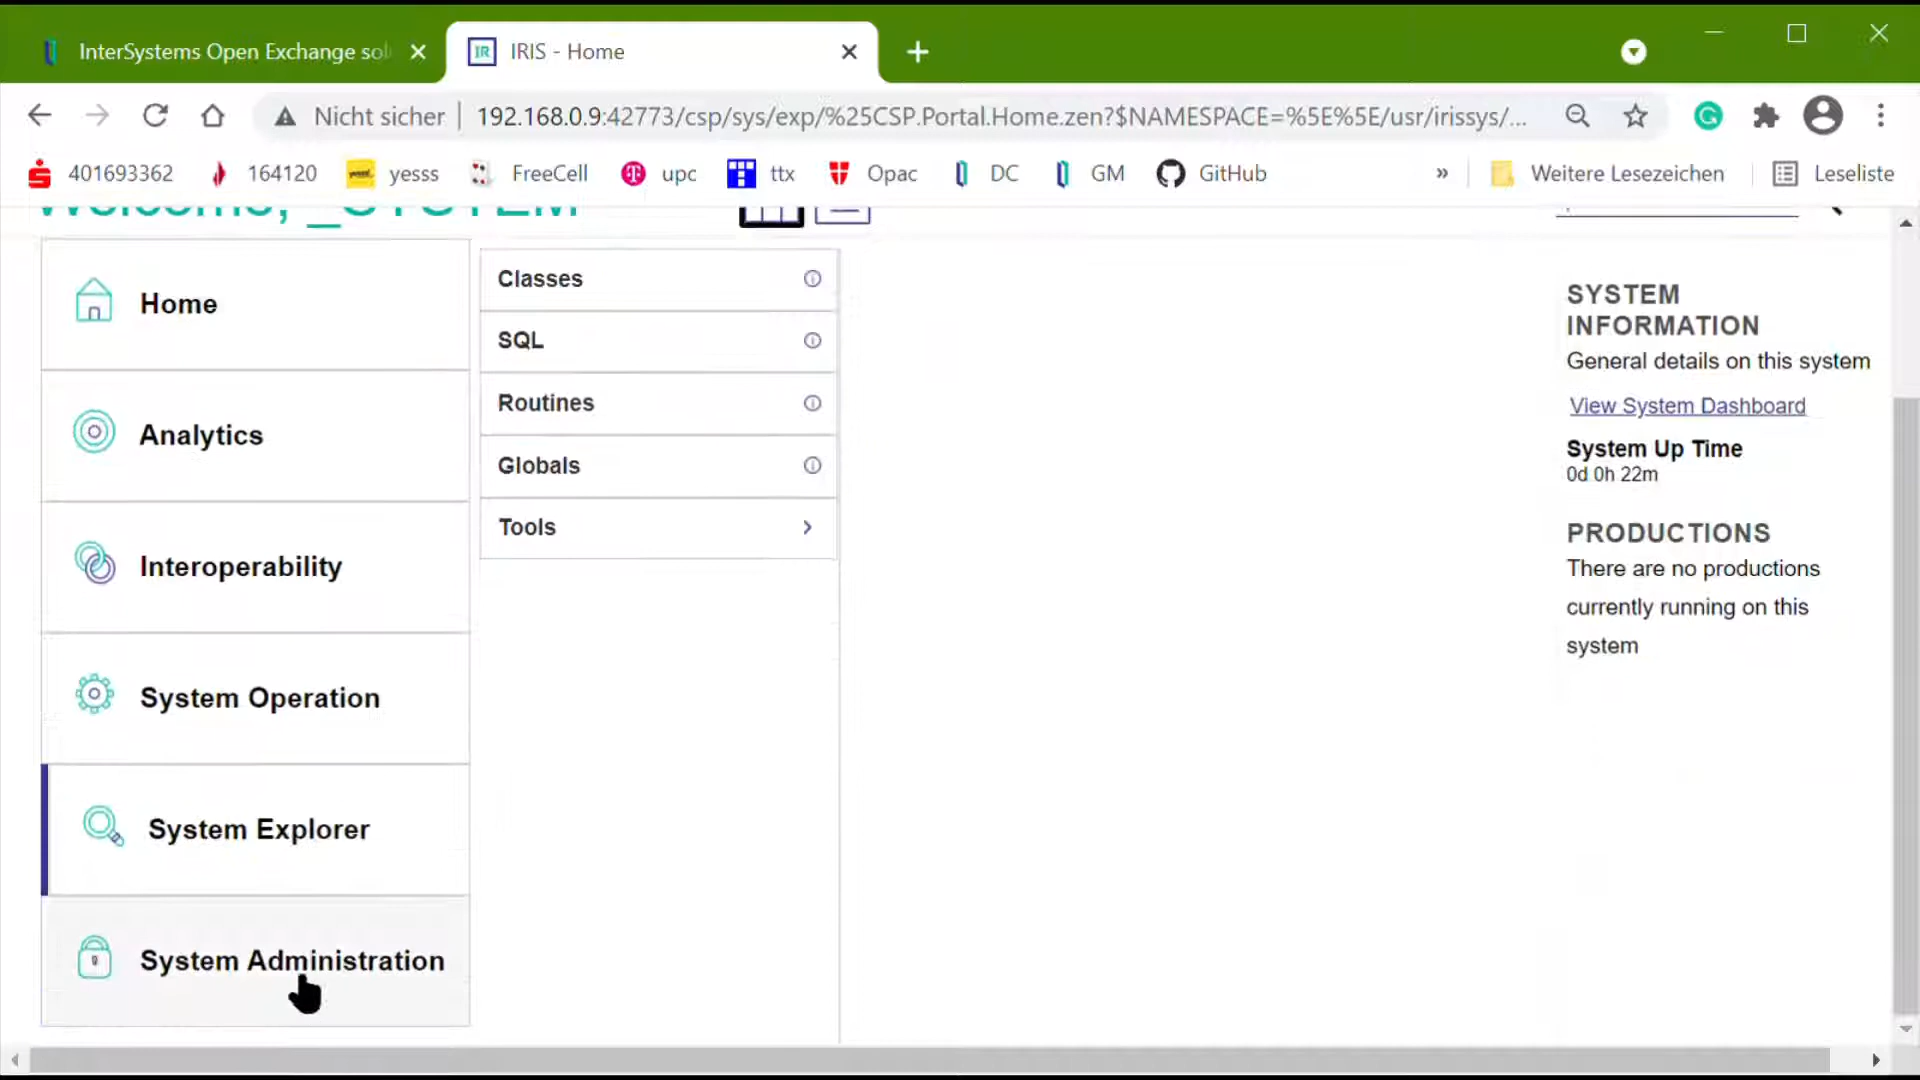 InterSystems Open Exchange sol
IRIS - Home
Nicht sicher
192.168.0.9:42773/csp/sys/exp/%25CSP.Portal.Home.zen?$NAMESPACE=%5E%5E/usr/irissys/...
401693362
164120
yesss
FreeCell
upc
ttx
Opac
DC
GM
GitHub
»
Weitere Lesezeichen
Leseliste
Welcome, _SYSTEM
Home
Analytics
Interoperability
System Operation
System Explorer
System Administration
Classes
SQL
Routines
Globals
Tools
SYSTEM
INFORMATION
General details on this system
View System Dashboard
System Up Time
0d 0h 22m
PRODUCTIONS
There are no productions
currently running on this
system